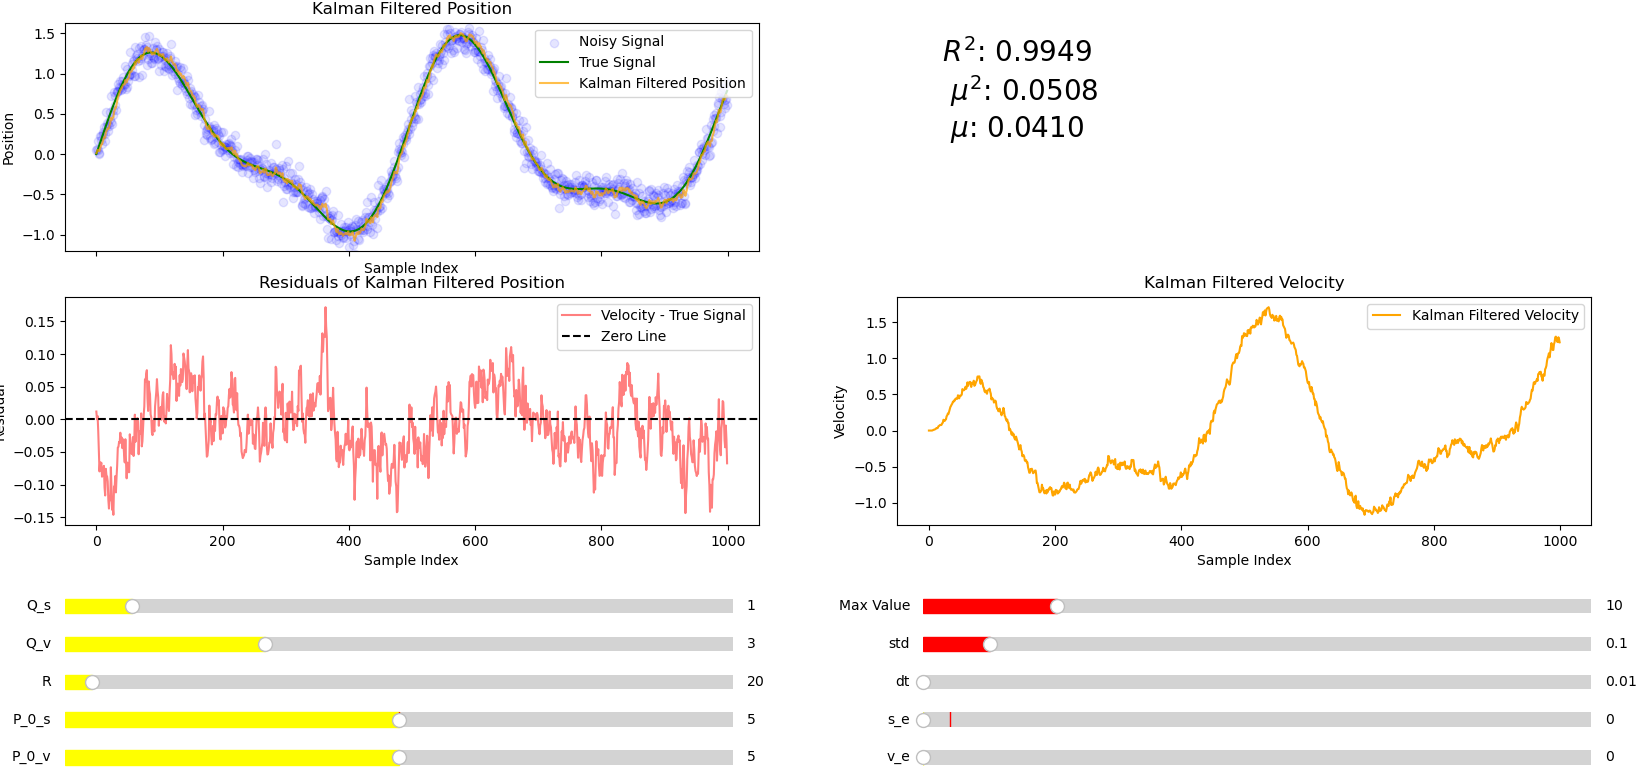 Kalman Filtered Position
1.5
1.0
0.5
0.0
−0.5
−1.0
Position
Noisy Signal
True Signal
Kalman Filtered Position
Sample Index
R²: 0.9949
μ²: 0.0508
μ: 0.0410
Residuals of Kalman Filtered Position
0.15
0.10
0.05
0.00
−0.05
−0.10
−0.15
Velocity - True Signal
Zero Line
0 200 400 600 800 1000
Sample Index
Kalman Filtered Velocity
1.5
1.0
0.5
0.0
−0.5
−1.0
Velocity
Kalman Filtered Velocity
0 200 400 600 800 1000
Sample Index
Q_s 1
Q_v 3
R 20
P_0_s 5
P_0_v 5
Max Value 10
std 0.1
dt 0.01
s_e 0
v_e 0